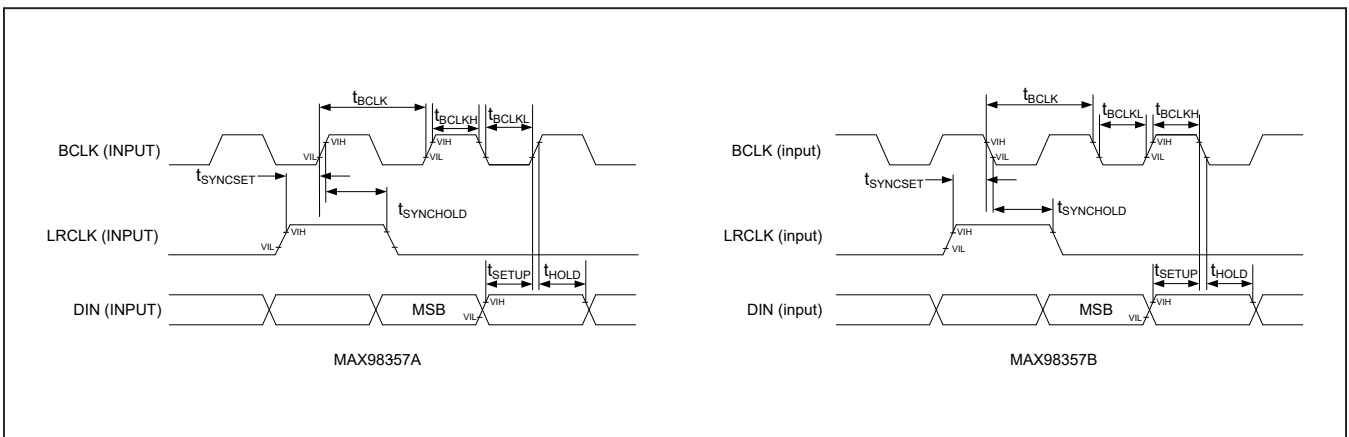 tBCLK
tBCLKH
tBCLKL
BCLK (INPUT)
VIH
VIL
VIH
VIL
tSYNCSET
tSYNCHOLD
LRCLK (INPUT)
VIH
VIL
tSETUP
tHOLD
DIN (INPUT)
MSB
VIH
VIL
MAX98357A
tBCLK
tBCLKL
tBCLKH
BCLK (input)
VIH
VIL
VIH
VIL
tSYNCSET
tSYNCHOLD
LRCLK (input)
VIH
VIL
tSETUP
tHOLD
DIN (input)
MSB
VIH
VIL
MAX98357B